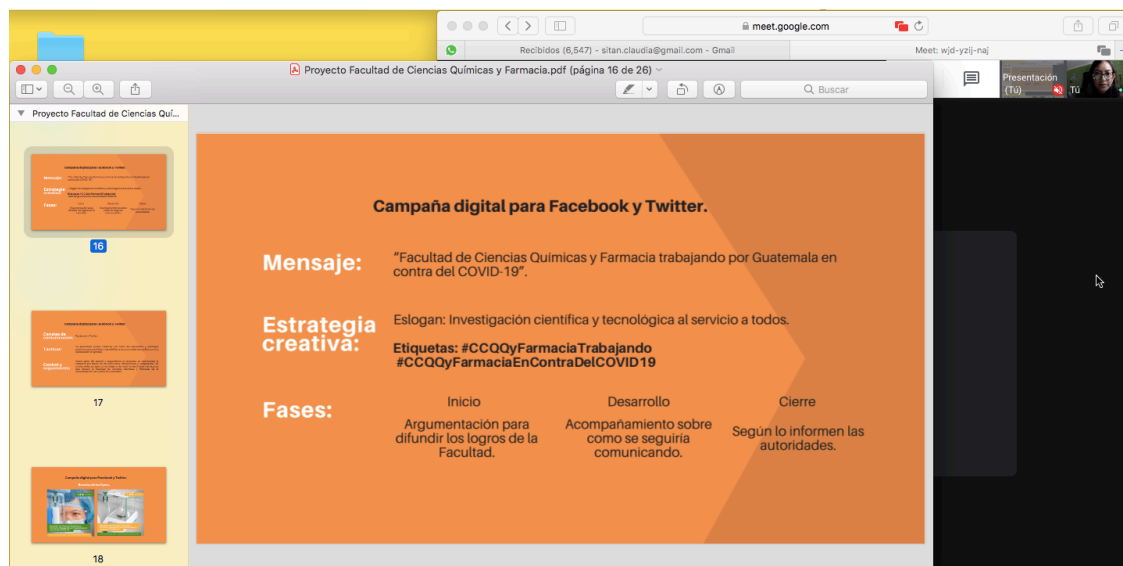 meet.google.com
Recibidos (6,547) - sitan.claudia@gmail.com - Gmail
Meet: wjd-yzij-naj
Proyecto Facultad de Ciencias Químicas y Farmacia.pdf (página 16 de 26)
Buscar
Presentación
(Tú)
Tú
Proyecto Facultad de Ciencias Quí...
16
17
18
Campaña digital para Facebook y Twitter.
Mensaje:
"Facultad de Ciencias Químicas y Farmacia trabajando por Guatemala en
contra del COVID-19".
Estrategia
creativa:
Eslogan: Investigación científica y tecnológica al servicio a todos.
Etiquetas: #CCQQyFarmaciaTrabajando
#CCQQyFarmaciaEnContraDelCOVID19
Fases:
Inicio
Argumentación para
difundir los logros de la
Facultad.
Desarrollo
Acompañamiento sobre
como se seguiría
comunicando.
Cierre
Según lo informen las
autoridades.